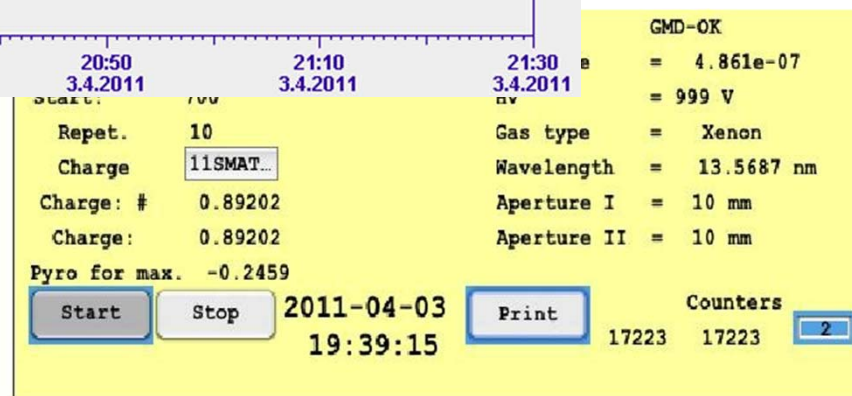 20:50 21:10 21:30
3.4.2011 3.4.2011 3.4.2011
GMD-OK
e = 4.861e-07
Start: 700
HV = 999 V
Repet. 10
Gas type = Xenon
Charge 11SMAT…
Wavelength = 13.5687 nm
Charge: # 0.89202
Aperture I = 10 mm
Charge: 0.89202
Aperture II = 10 mm
Pyro for max. -0.2459
Start Stop 2011-04-03 Print Counters
19:39:15 17223 17223 2